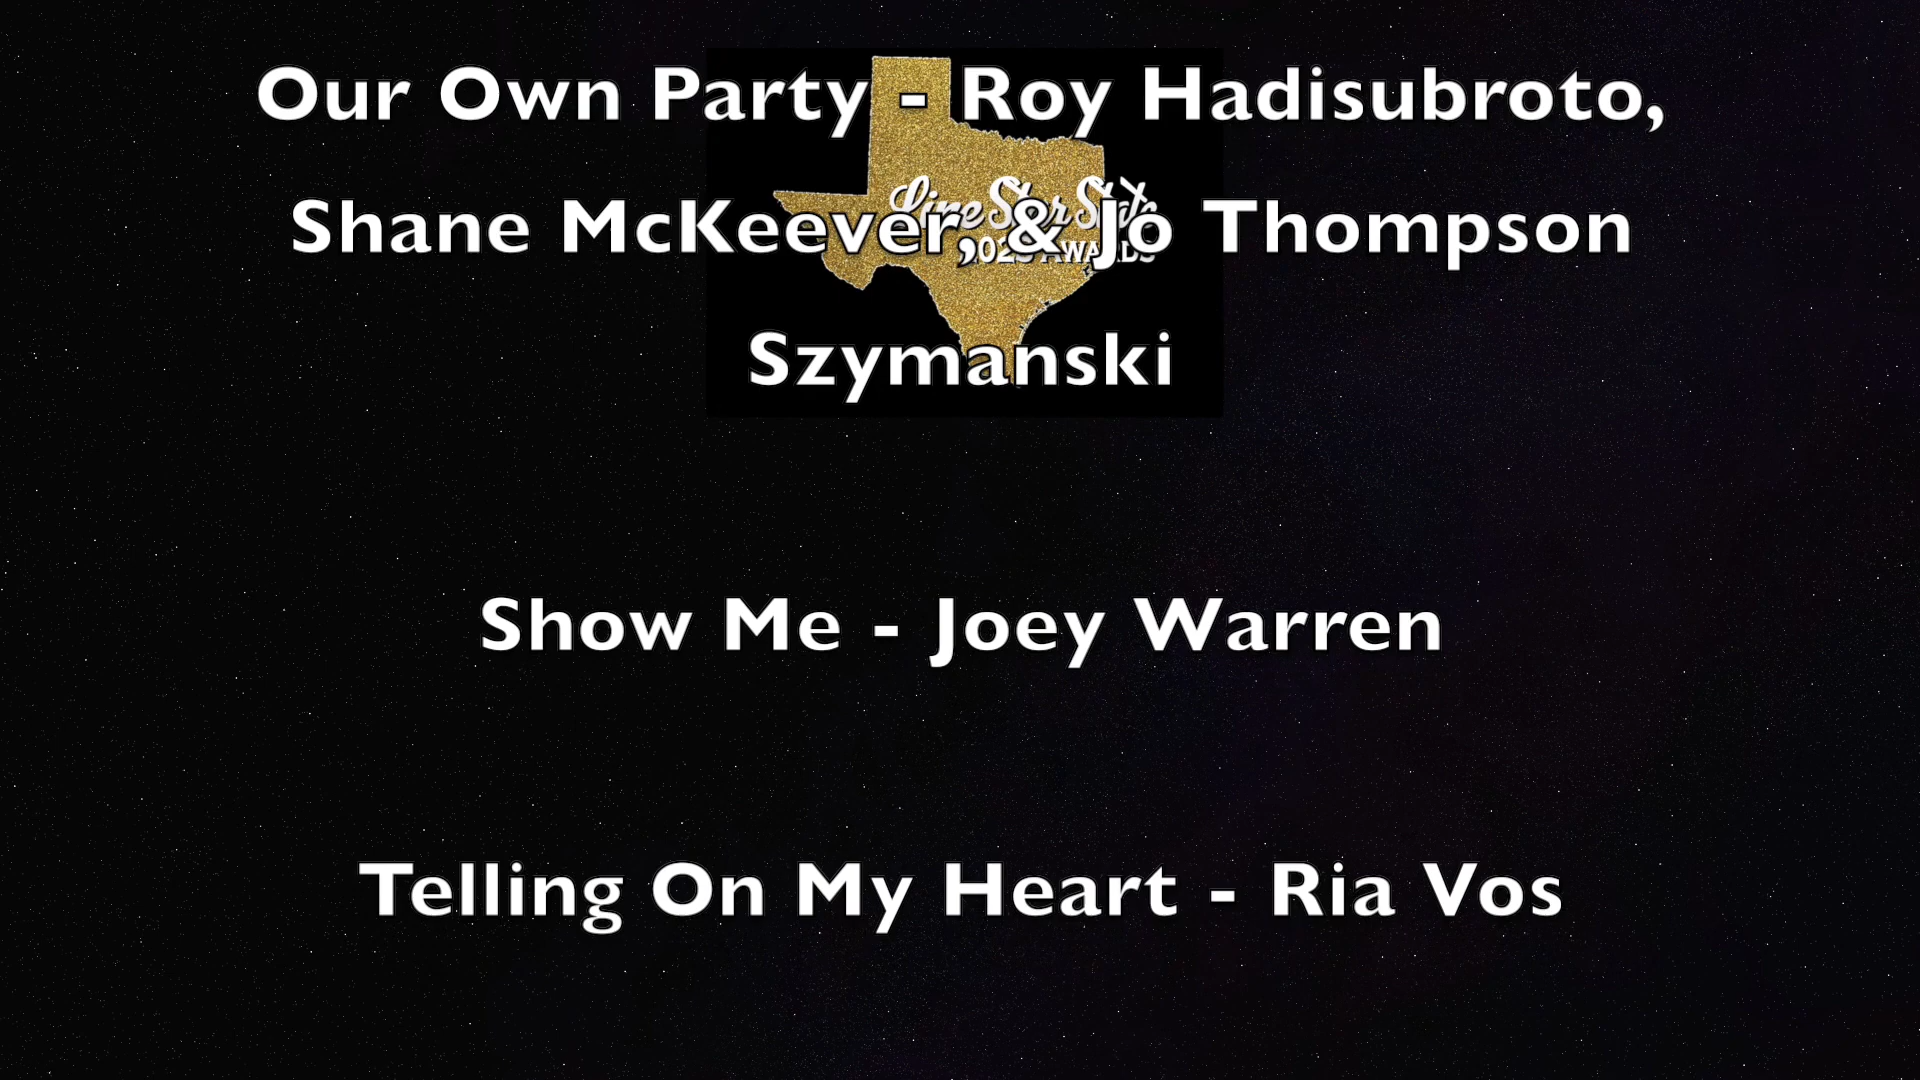 Our Own Party - Roy Hadisubroto,
Shane McKeever, & Jo Thompson
Szymanski
Show Me - Joey Warren
Telling On My Heart - Ria Vos